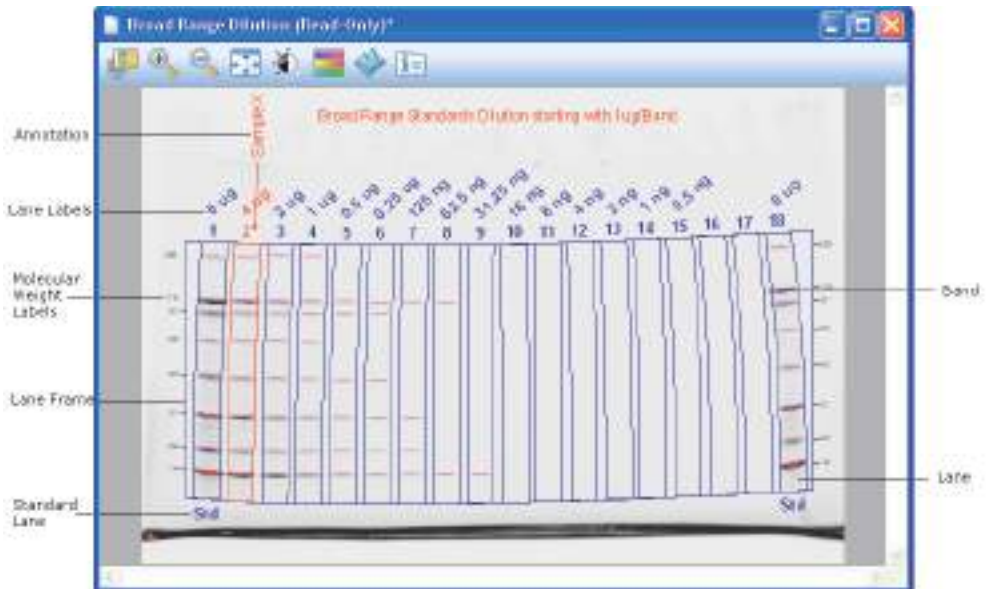 Broad Range Dilution (Read-Only)*
Broad Range Standards Dilution starting with 1ug/Band
Annotation
Sample X
Lane Labels
8 ug
4 ug
2 ug
1 ug
0.5 ug
0.25 ug
125 ng
62.5 ng
31.25 ng
16 ng
8 ng
4 ng
2 ng
1 ng
0.5 ng
8 ug
1 2 3 4 5 6 7 8 9 10 11 12 13 14 15 16 17 18
Molecular
Weight
Labels
Band
Lane Frame
Lane
Standard
Lane
Std
Std